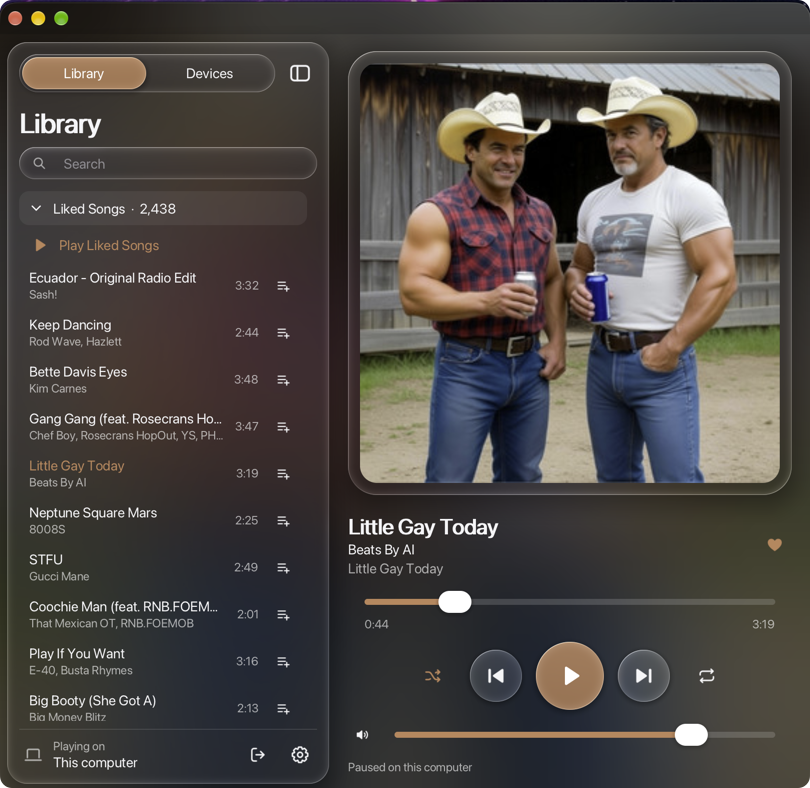 Library
Devices
Library
Search
Liked Songs · 2,438
Play Liked Songs
Ecuador - Original Radio Edit
Sash!
3:32
Keep Dancing
Rod Wave, Hazlett
2:44
Bette Davis Eyes
Kim Carnes
3:48
Gang Gang (feat. Rosecrans Ho...
Chef Boy, Rosecrans HopOut, YS, PH...
3:47
Little Gay Today
Beats By AI
3:19
Neptune Square Mars
8008S
2:25
STFU
Gucci Mane
2:49
Coochie Man (feat. RNB.FOEM...
That Mexican OT, RNB.FOEMOB
2:01
Play If You Want
E-40, Busta Rhymes
3:16
Big Booty (She Got A)
Big Money Blitz
2:13
Playing on
This computer
Little Gay Today
Beats By AI
Little Gay Today
0:44
3:19
Paused on this computer